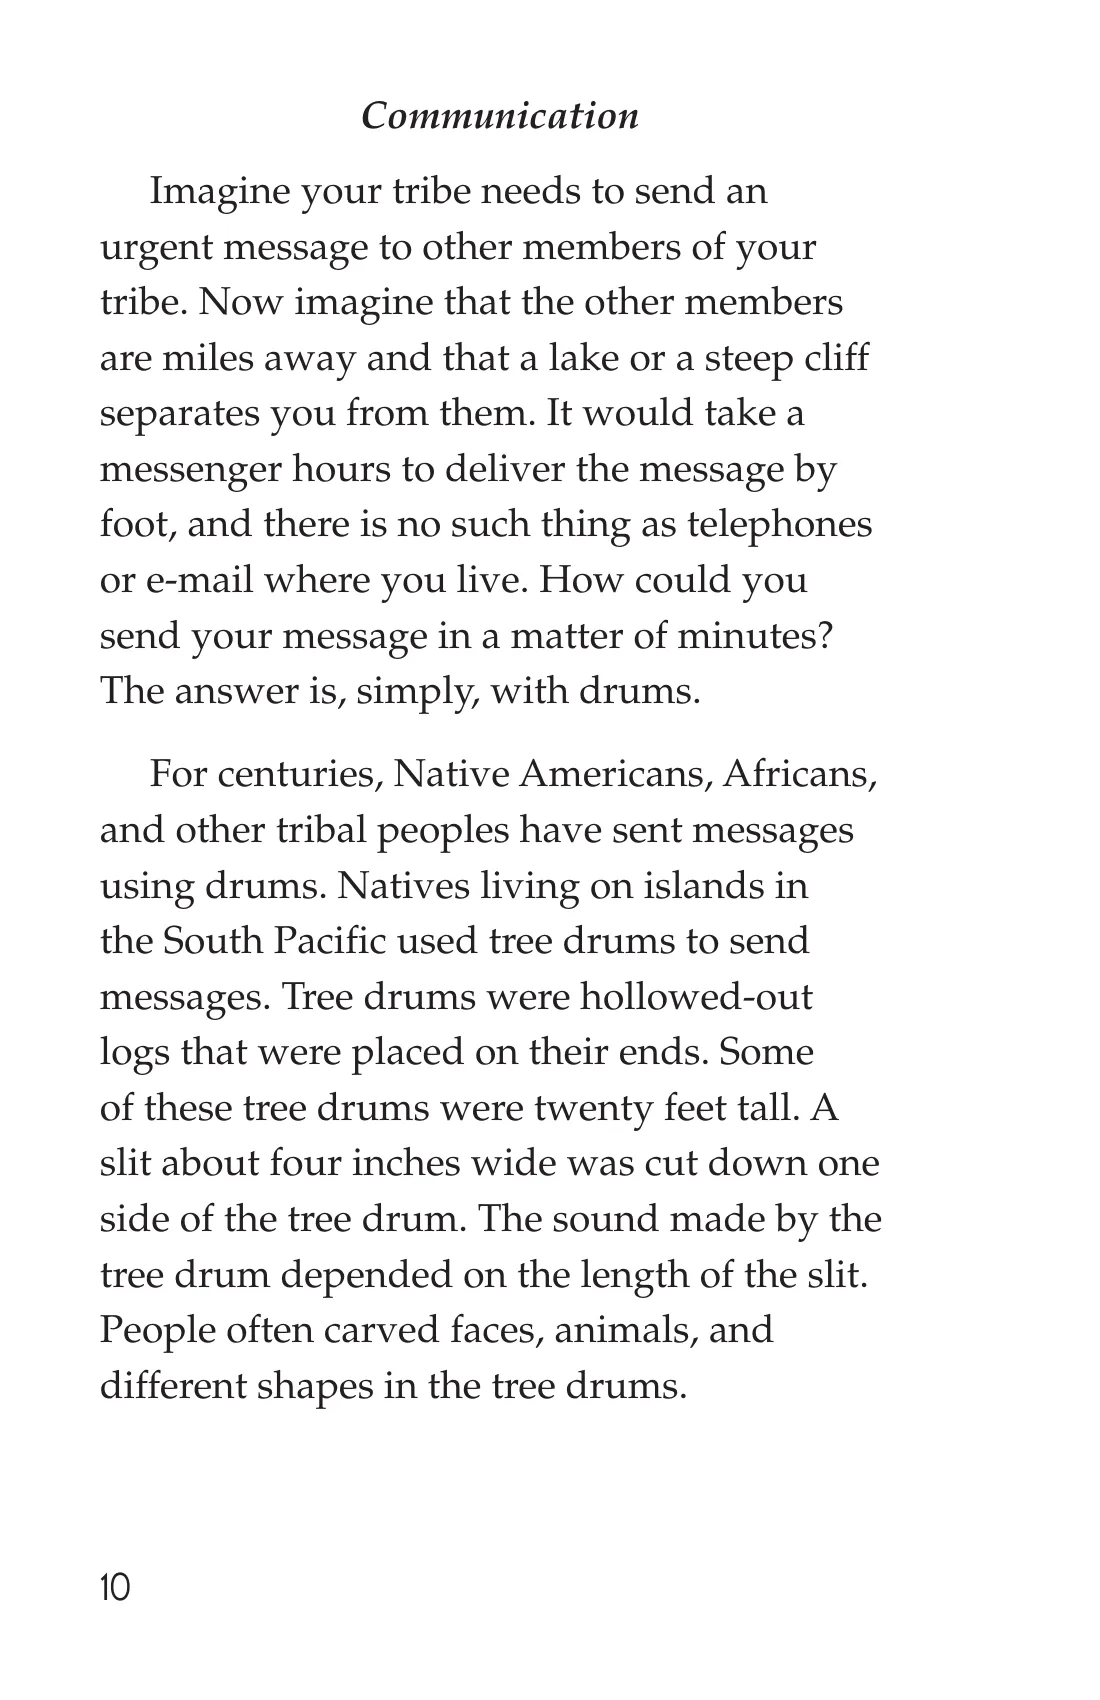 Communication
Imagine your tribe needs to send an
urgent message to other members of your
tribe. Now imagine that the other members
are miles away and that a lake or a steep cliff
separates you from them. It would take a
messenger hours to deliver the message by
foot, and there is no such thing as telephones
or e-mail where you live. How could you
send your message in a matter of minutes?
The answer is, simply, with drums.
For centuries, Native Americans, Africans,
and other tribal peoples have sent messages
using drums. Natives living on islands in
the South Pacific used tree drums to send
messages. Tree drums were hollowed-out
logs that were placed on their ends. Some
of these tree drums were twenty feet tall. A
slit about four inches wide was cut down one
side of the tree drum. The sound made by the
tree drum depended on the length of the slit.
People often carved faces, animals, and
different shapes in the tree drums.
10